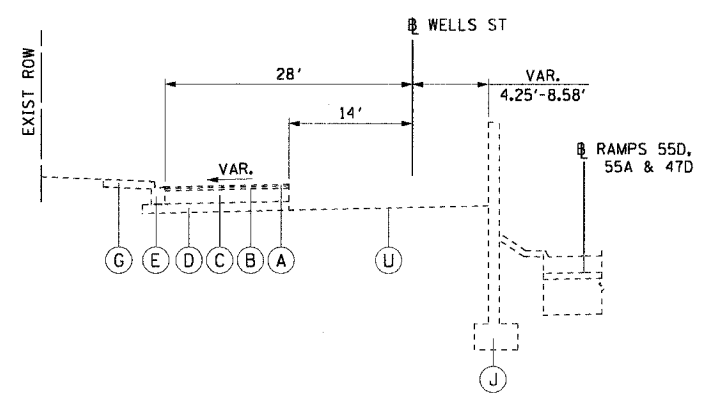 ℄ WELLS ST
EXIST ROW
28'
VAR.
4.25'-8.58'
14'
℄ RAMPS 55D,
55A & 47D
VAR.
G
E
D
C
B
A
U
J